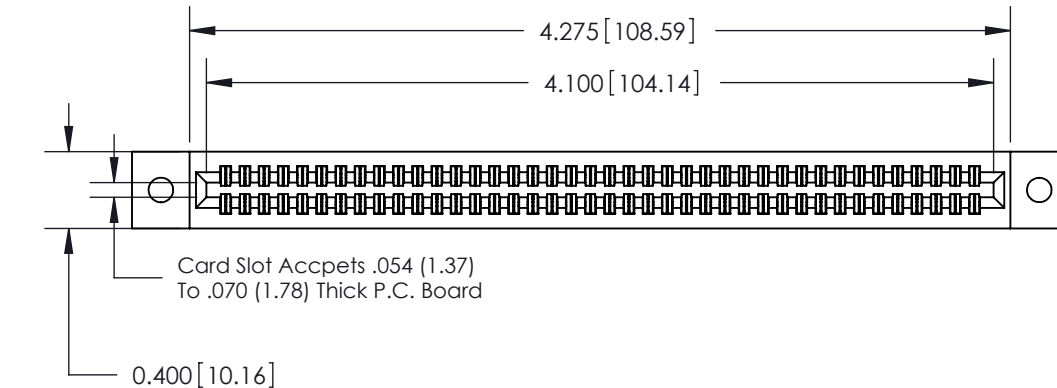 4.275[108.59]
4.100[104.14]
Card Slot Accpets .054 (1.37)
To .070 (1.78) Thick P.C. Board
0.400[10.16]